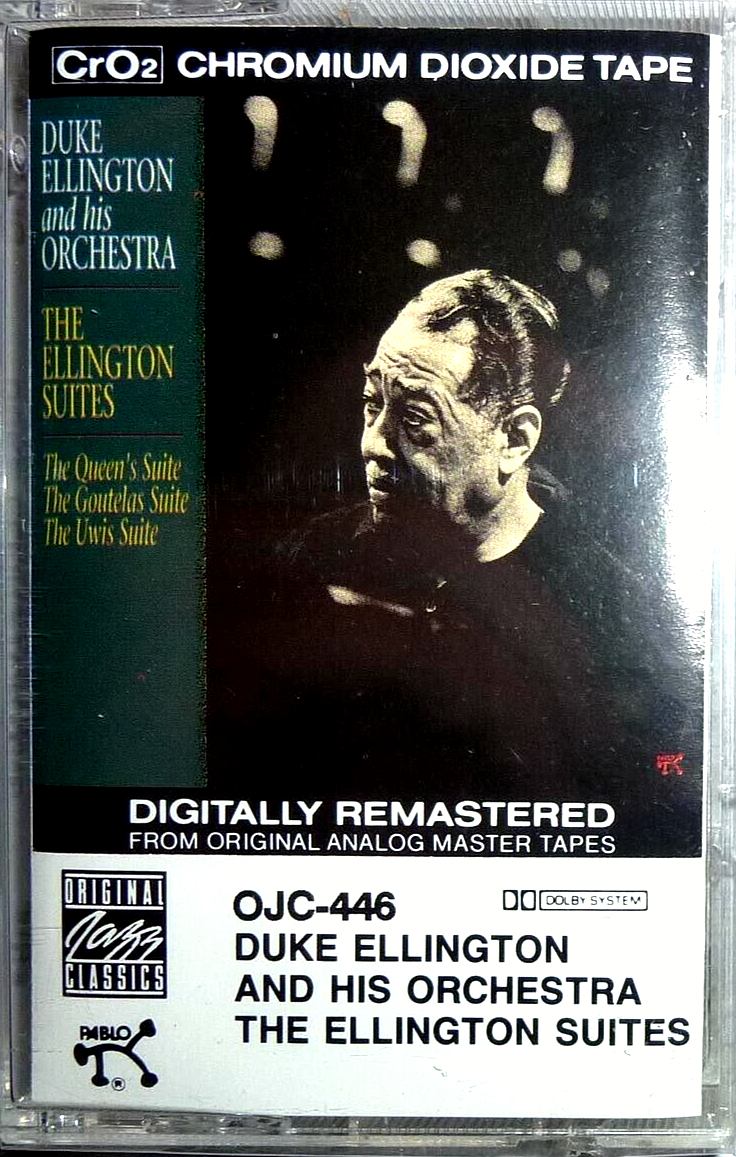 CrO2 CHROMIUM DIOXIDE TAPE
DUKE
ELLINGTON
and his
ORCHESTRA
THE
ELLINGTON
SUITES
The Queen's Suite
The Goutelas Suite
The Uwis Suite
DIGITALLY REMASTERED
FROM ORIGINAL ANALOG MASTER TAPES
ORIGINAL
Jazz
CLASSICS
PABLO
®
OJC-446
DOLBY SYSTEM
DUKE ELLINGTON
AND HIS ORCHESTRA
THE ELLINGTON SUITES